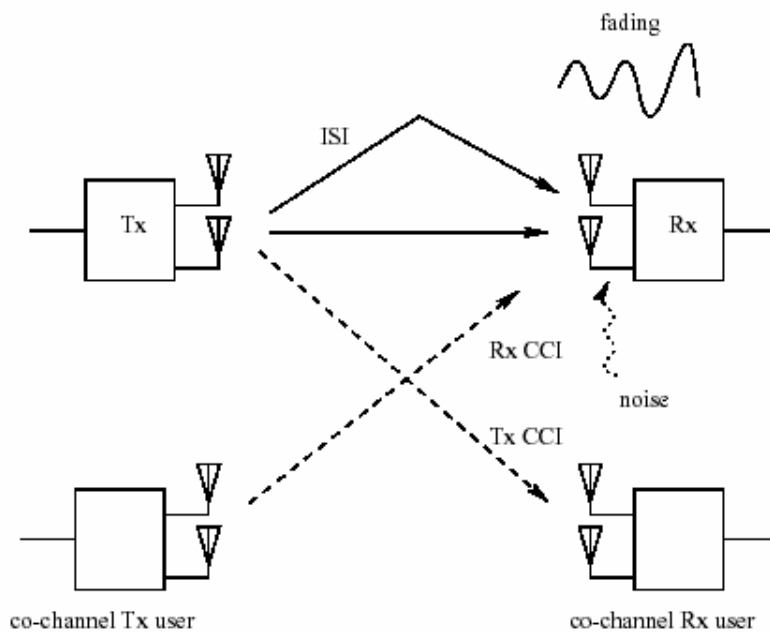 fading
ISI
Tx
Rx
Rx CCI
noise
Tx CCI
co-channel Tx user
co-channel Rx user